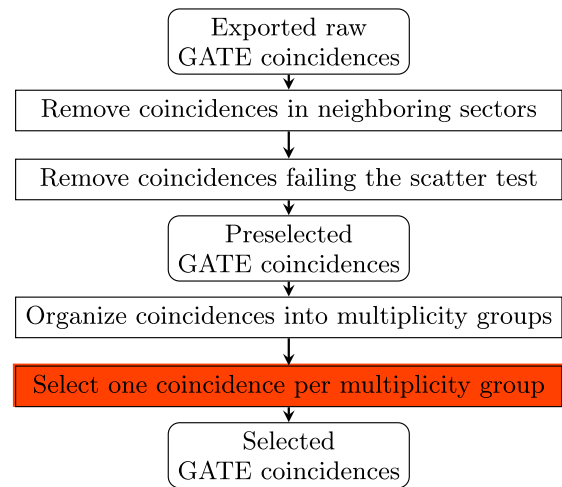 Exported raw
GATE coincidences
Remove coincidences in neighboring sectors
Remove coincidences failing the scatter test
Preselected
GATE coincidences
Organize coincidences into multiplicity groups
Select one coincidence per multiplicity group
Selected
GATE coincidences